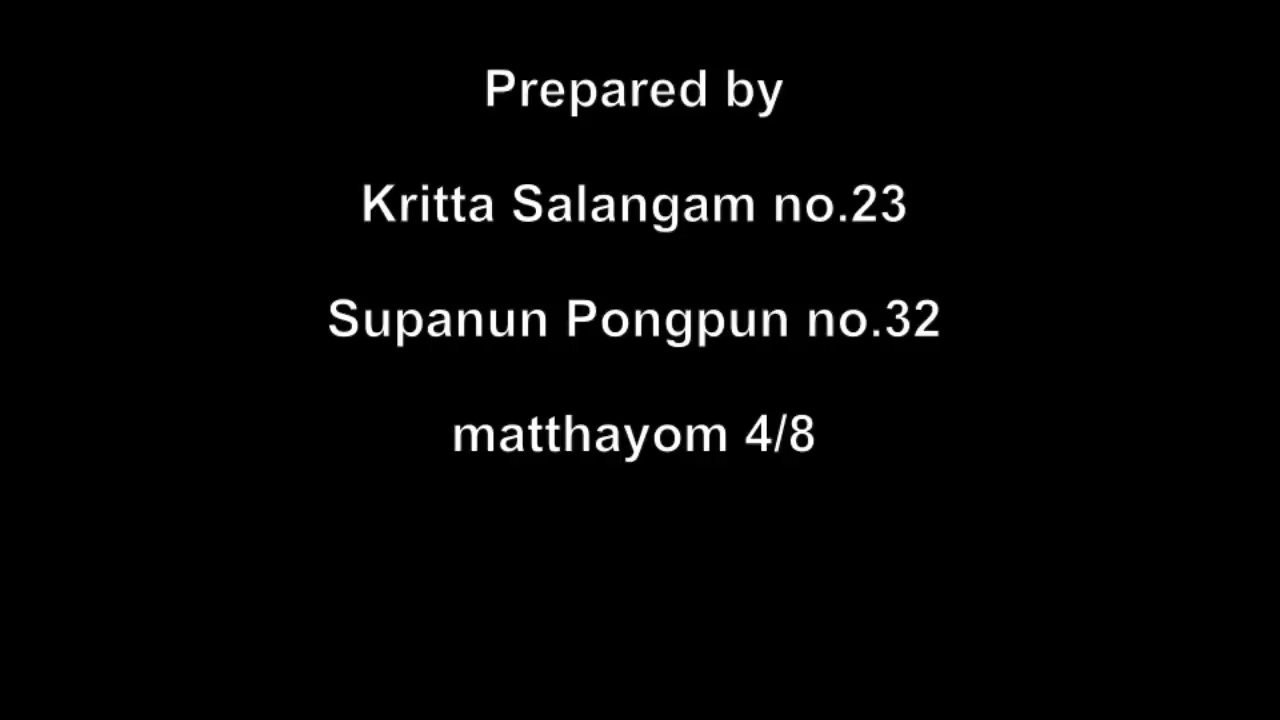 Prepared by
Kritta Salangam no.23
Supanun Pongpun no.32
matthayom 4/8